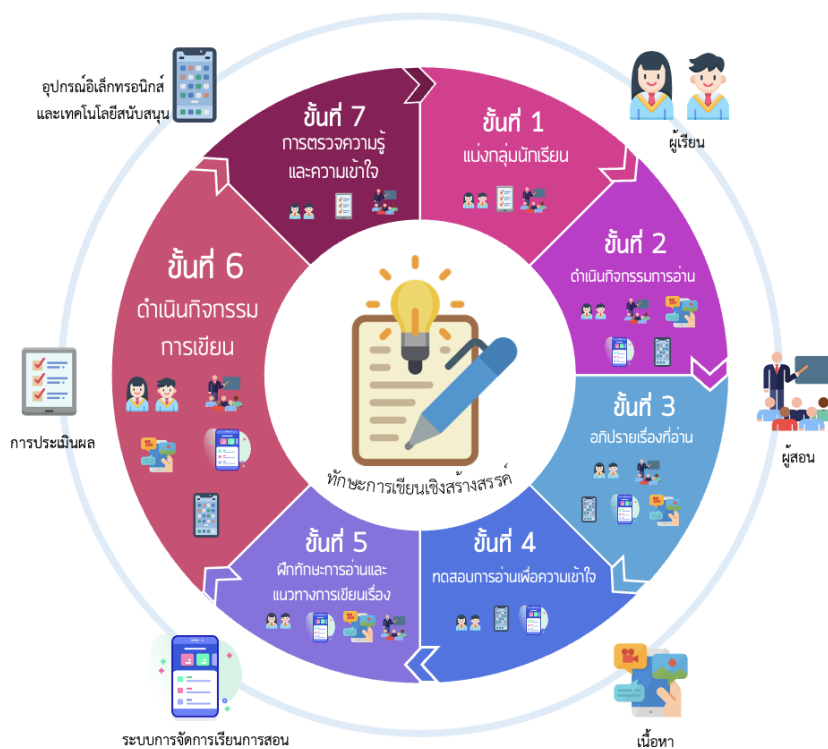 อุปกรณ์อิเล็กทรอนิกส์
และเทคโนโลยีสนับสนุน
ผู้เรียน
ขั้นที่ 7
การตรวจความรู้
และความเข้าใจ
ขั้นที่ 1
แบ่งกลุ่มนักเรียน
ขั้นที่ 2
ดำเนินกิจกรรมการอ่าน
ขั้นที่ 6
ดำเนินกิจกรรม
การเขียน
ขั้นที่ 3
อภิปรายเรื่องที่อ่าน
การประเมินผล
ผู้สอน
ทักษะการเขียนเชิงสร้างสรรค์
ขั้นที่ 5
ฝึกทักษะการอ่านและ
แนวทางการเขียนเรื่อง
ขั้นที่ 4
ทดสอบการอ่านเพื่อความเข้าใจ
ระบบการจัดการเรียนการสอน
เนื้อหา